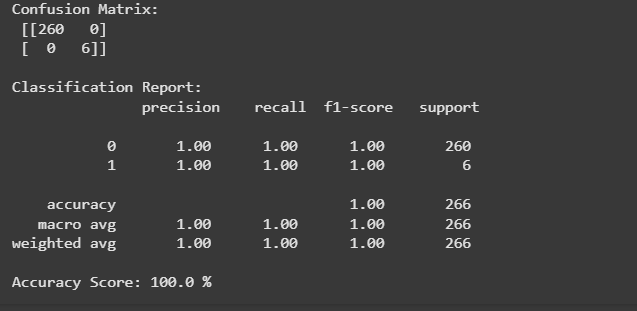 Confusion Matrix:
[[260   0]
 [  0   6]]
Classification Report:
              precision    recall  f1-score   support
           0       1.00      1.00      1.00       260
           1       1.00      1.00      1.00         6
    accuracy                           1.00       266
   macro avg       1.00      1.00      1.00       266
weighted avg       1.00      1.00      1.00       266
Accuracy Score: 100.0 %